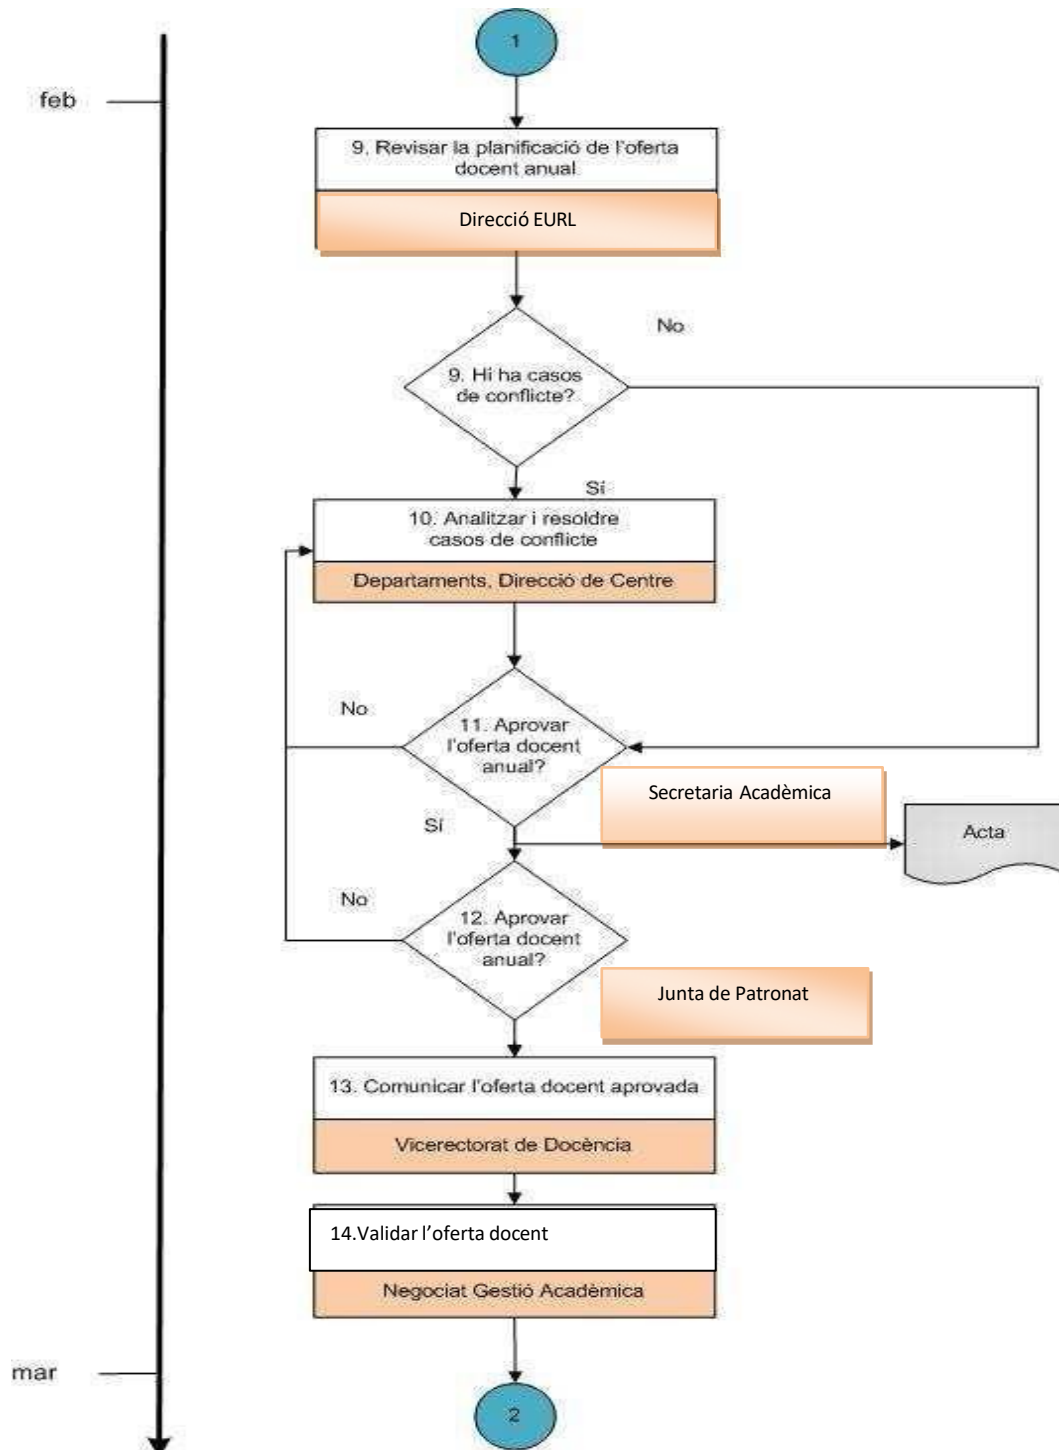 1
feb
9. Revisar la planificació de l'oferta
docent anual
Direcció EURL
No
9. Hi ha casos
de conflicte?
Sí
10. Analitzar i resoldre
casos de conflicte
Departaments, Direcció de Centre
No
11. Aprovar
l'oferta docent
anual?
Secretaria Acadèmica
Sí
Acta
No
12. Aprovar
l'oferta docent
anual?
Junta de Patronat
13. Comunicar l'oferta docent aprovada
Vicerectorat de Docència
14.Validar l'oferta docent
Negociat Gestió Acadèmica
mar
2